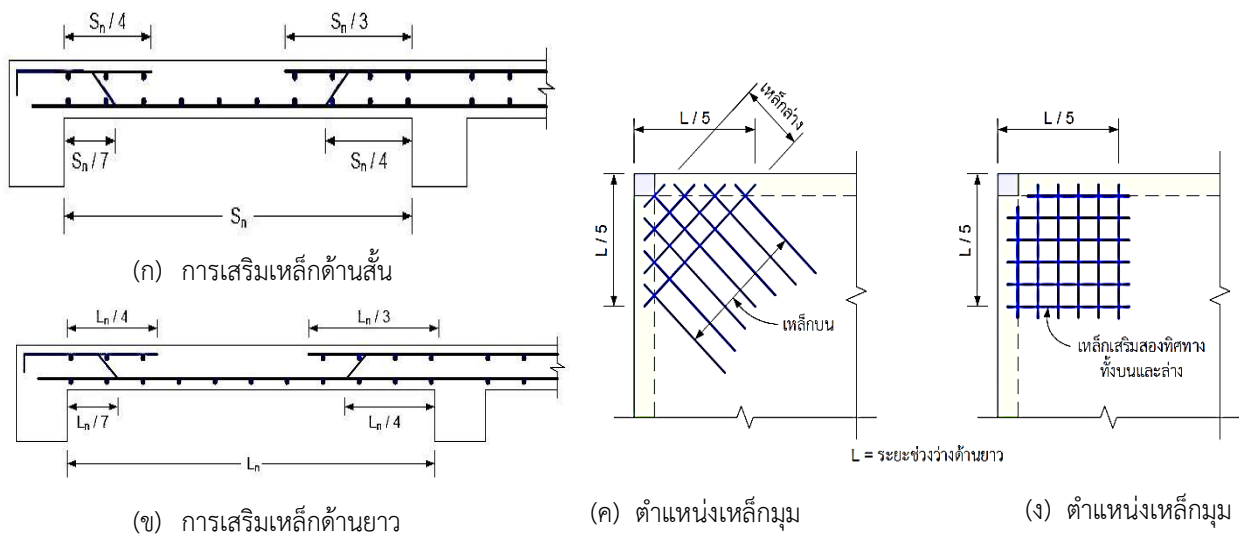 Sn / 4
Sn / 3
Sn / 7
Sn / 4
Sn
(ก) การเสริมเหล็กด้านสั้น
Ln / 4
Ln / 3
Ln / 7
Ln / 4
Ln
(ข) การเสริมเหล็กด้านยาว
L / 5
เหล็กล่าง
L / 5
เหล็กบน
(ค) ตำแหน่งเหล็กมุม
L / 5
L / 5
เหล็กเสริมสองทิศทาง
ทั้งบนและล่าง
L = ระยะช่วงว่างด้านยาว
(ง) ตำแหน่งเหล็กมุม